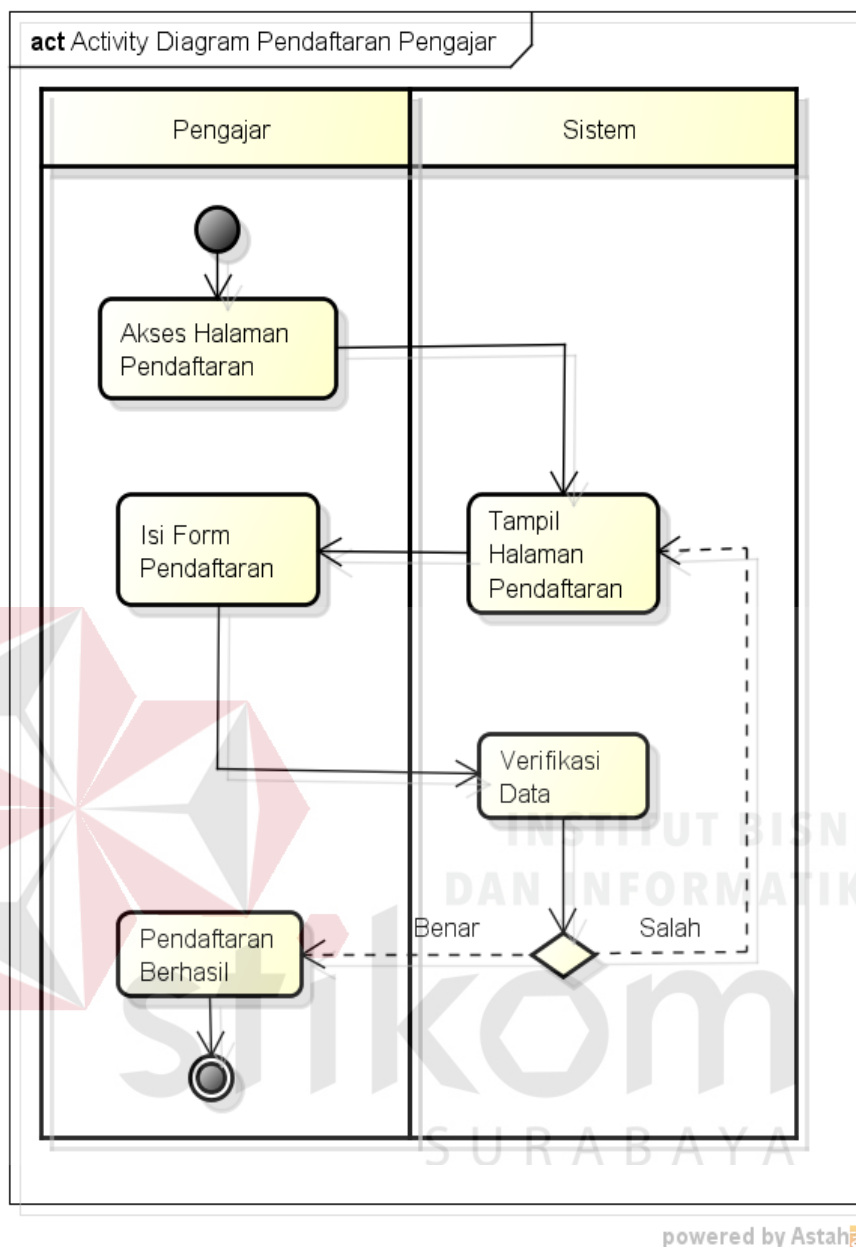 act Activity Diagram Pendaftaran Pengajar
Pengajar
Sistem
Akses Halaman
Pendaftaran
Isi Form
Pendaftaran
Tampil
Halaman
Pendaftaran
Verifikasi
Data
INSTITUT BISN
DAN INFORMATIK
Benar
Salah
Pendaftaran
Berhasil
stikom
SURABAYA
powered by Astah